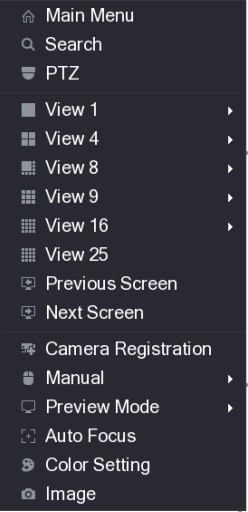 Main Menu
Search
PTZ
View 1
View 4
View 8
View 9
View 16
View 25
Previous Screen
Next Screen
Camera Registration
Manual
Preview Mode
Auto Focus
Color Setting
Image